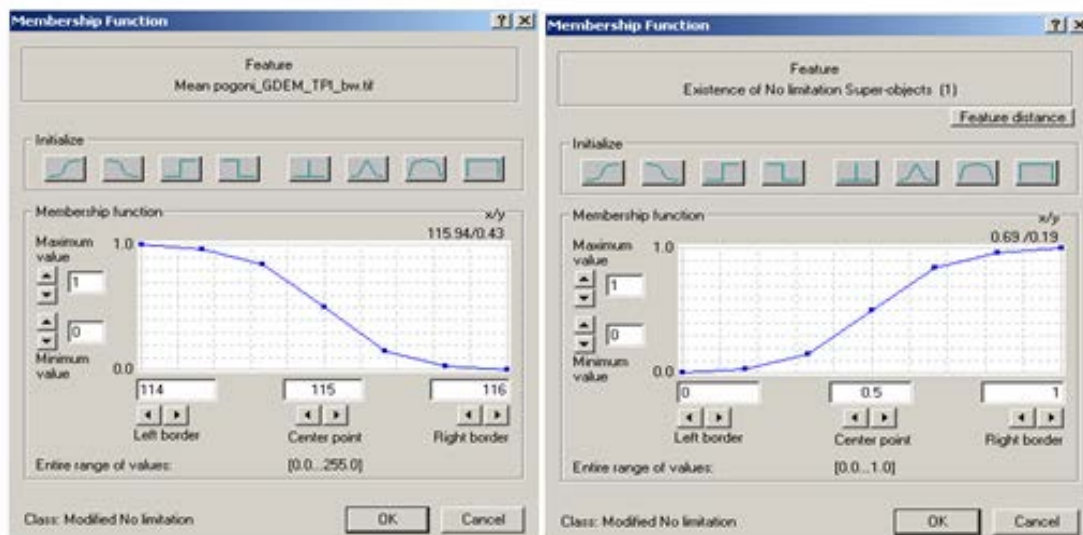 Membership Function
Feature
Mean pogoni_GDEM_TPI_bw.tif
Initialize
Membership function
x/y
115.94/0.43
Maximum value
1.0
1
0
Minimum value
0.0
114
115
116
Left border
Center point
Right border
Entire range of values:
[0.0...255.0]
Class: Modified No limitation
OK
Cancel
Membership Function
Feature
Existence of No limitation Super-objects (1)
Feature distance
Initialize
Membership function
x/y
0.69 /0.19
Maximum value
1.0
1
0
Minimum value
0.0
0
0.5
1
Left border
Center point
Right border
Entire range of values:
[0.0...1.0]
Class: Modified No limitation
OK
Cancel